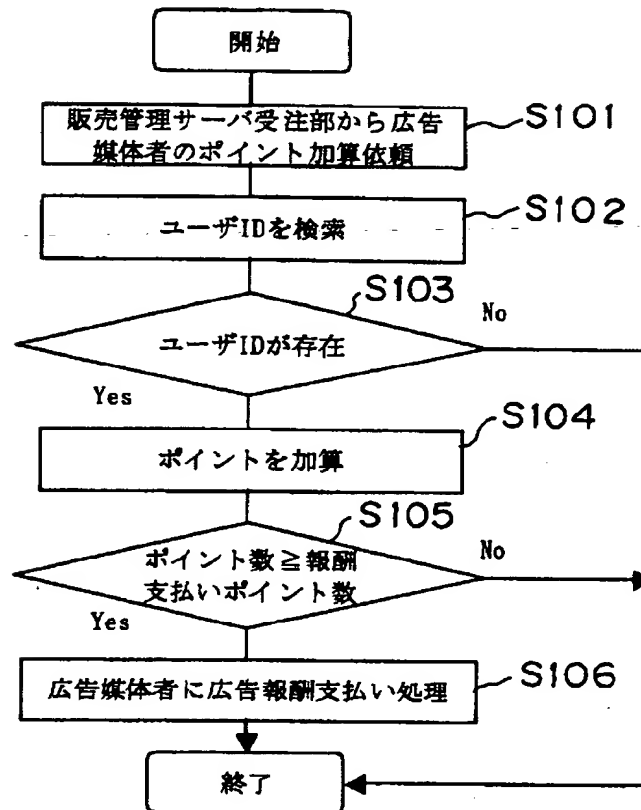 開始
販売管理サーバ受注部から広告
媒体者のポイント加算依頼
S101
ユーザIDを検索
S102
S103
ユーザIDが存在
No
Yes
S104
ポイントを加算
S105
ポイント数≧報酬
支払いポイント数
No
Yes
S106
広告媒体者に広告報酬支払い処理
終了